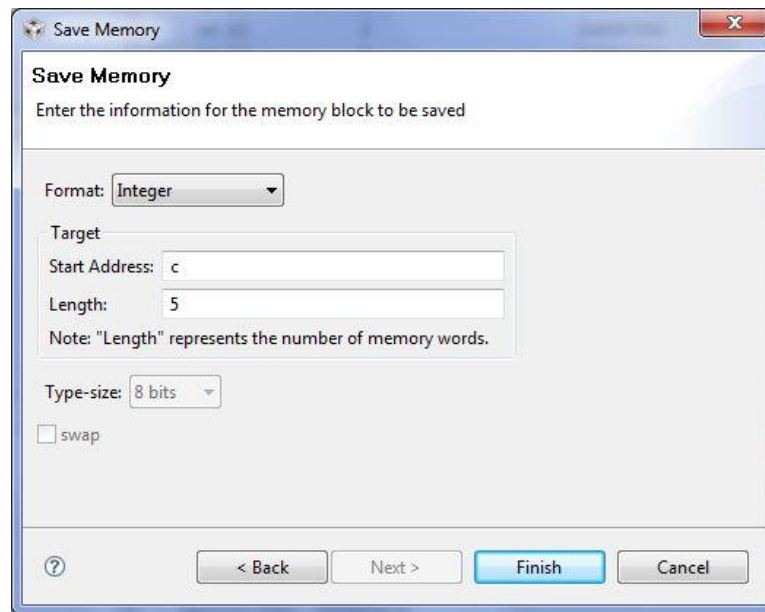 Save Memory
Save Memory
Enter the information for the memory block to be saved
Format: Integer
Target
Start Address: c
Length: 5
Note: "Length" represents the number of memory words.
Type-size: 8 bits
swap
< Back Next > Finish Cancel